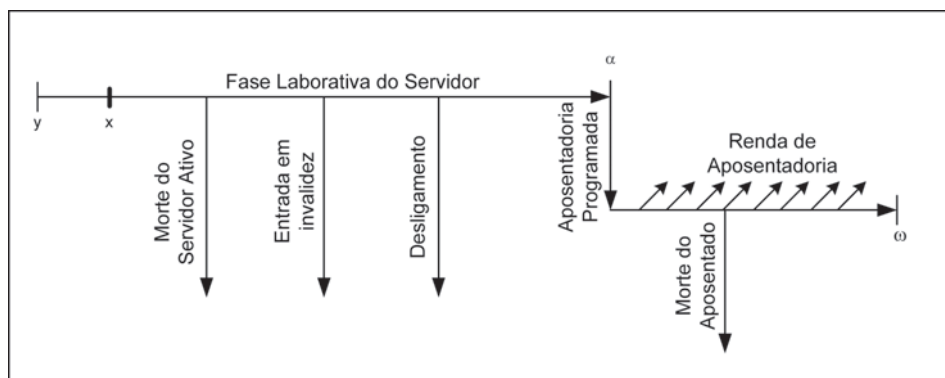 α
Fase Laborativa do Servidor
y
x
Morte do
Servidor Ativo
Entrada em
invalidez
Desligamento
Aposentadoria
Programada
Renda de
Aposentadoria
ω
Morte do
Aposentado